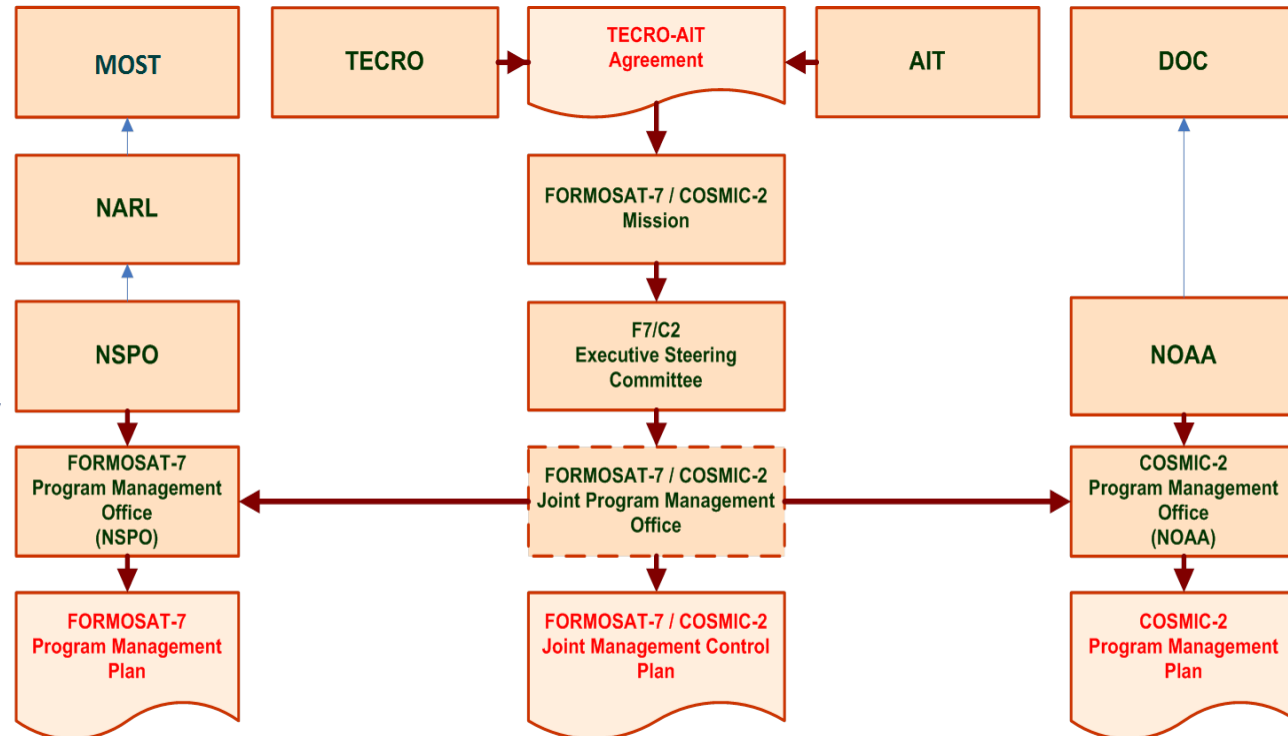 MOST
TECRO
TECRO-AIT
Agreement
AIT
DOC
NARL
FORMOSAT-7 / COSMIC-2
Mission
NSPO
F7/C2
Executive Steering
Committee
NOAA
FORMOSAT-7
Program Management
Office
(NSPO)
FORMOSAT-7 / COSMIC-2
Joint Program Management
Office
COSMIC-2
Program Management
Office
(NOAA)
FORMOSAT-7
Program Management
Plan
FORMOSAT-7 / COSMIC-2
Joint Management Control
Plan
COSMIC-2
Program Management
Plan